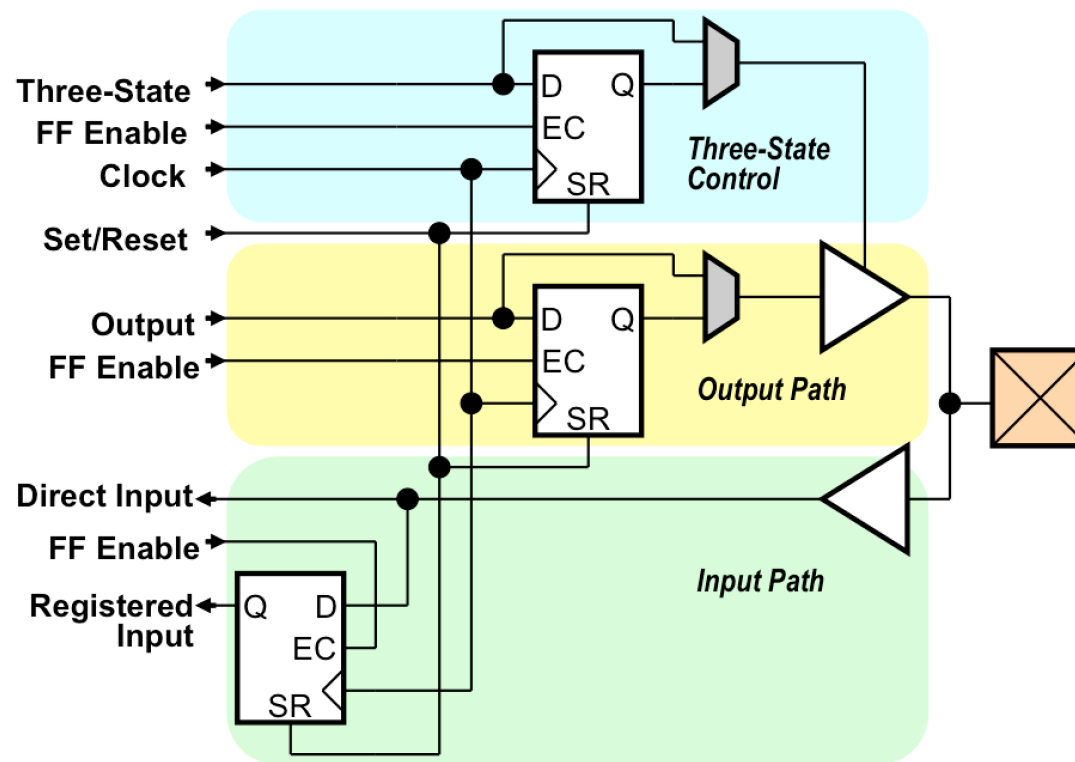 Three-State
FF Enable
Clock
Set/Reset
D
Q
EC
SR
Three-State
Control
Output
FF Enable
D
Q
EC
SR
Output Path
Direct Input
FF Enable
Registered
Input
Q
D
EC
SR
Input Path